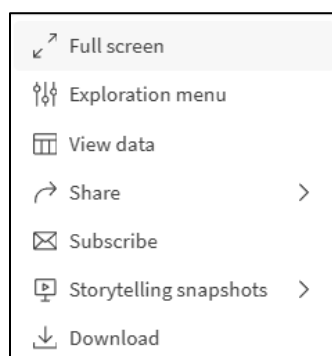 Full screen
Exploration menu
View data
Share
Subscribe
Storytelling snapshots
Download